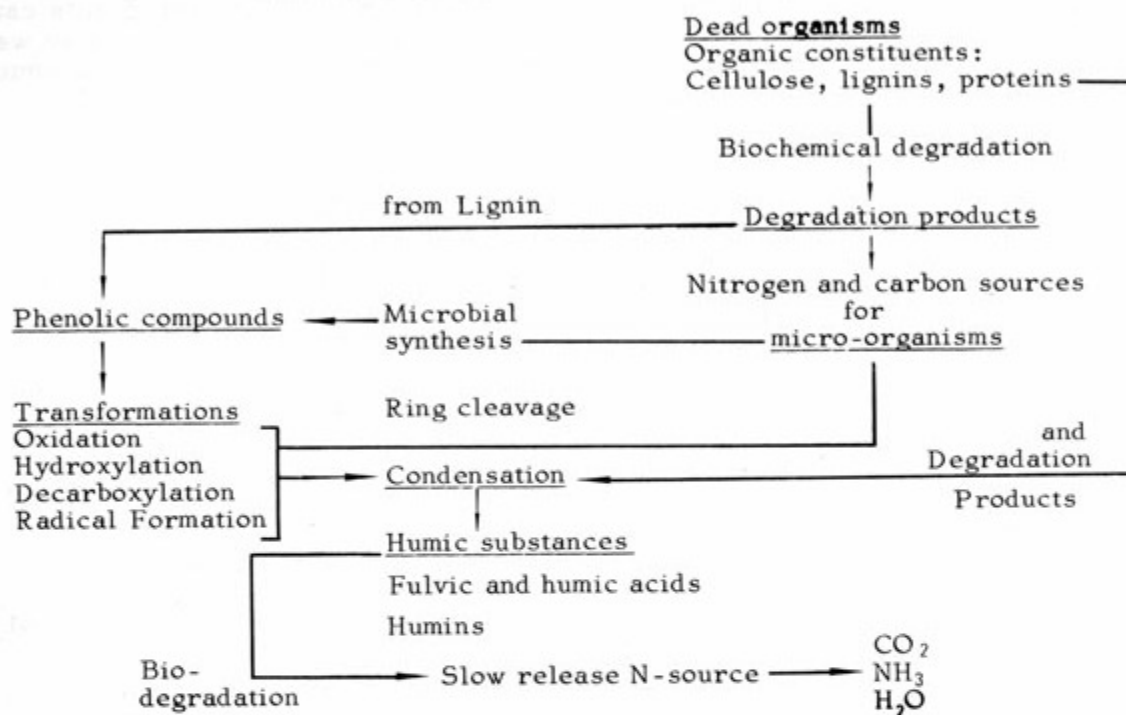 Dead organisms
Organic constituents:
Cellulose, lignins, proteins
Biochemical degradation
from Lignin
Degradation products
Nitrogen and carbon sources
for
micro-organisms
Phenolic compounds
Microbial
synthesis
Transformations
Oxidation
Hydroxylation
Decarboxylation
Radical Formation
Ring cleavage
and
Degradation
Products
Condensation
Humic substances
Fulvic and humic acids
Humins
Bio-
degradation
Slow release N-source
CO2
NH3
H2O